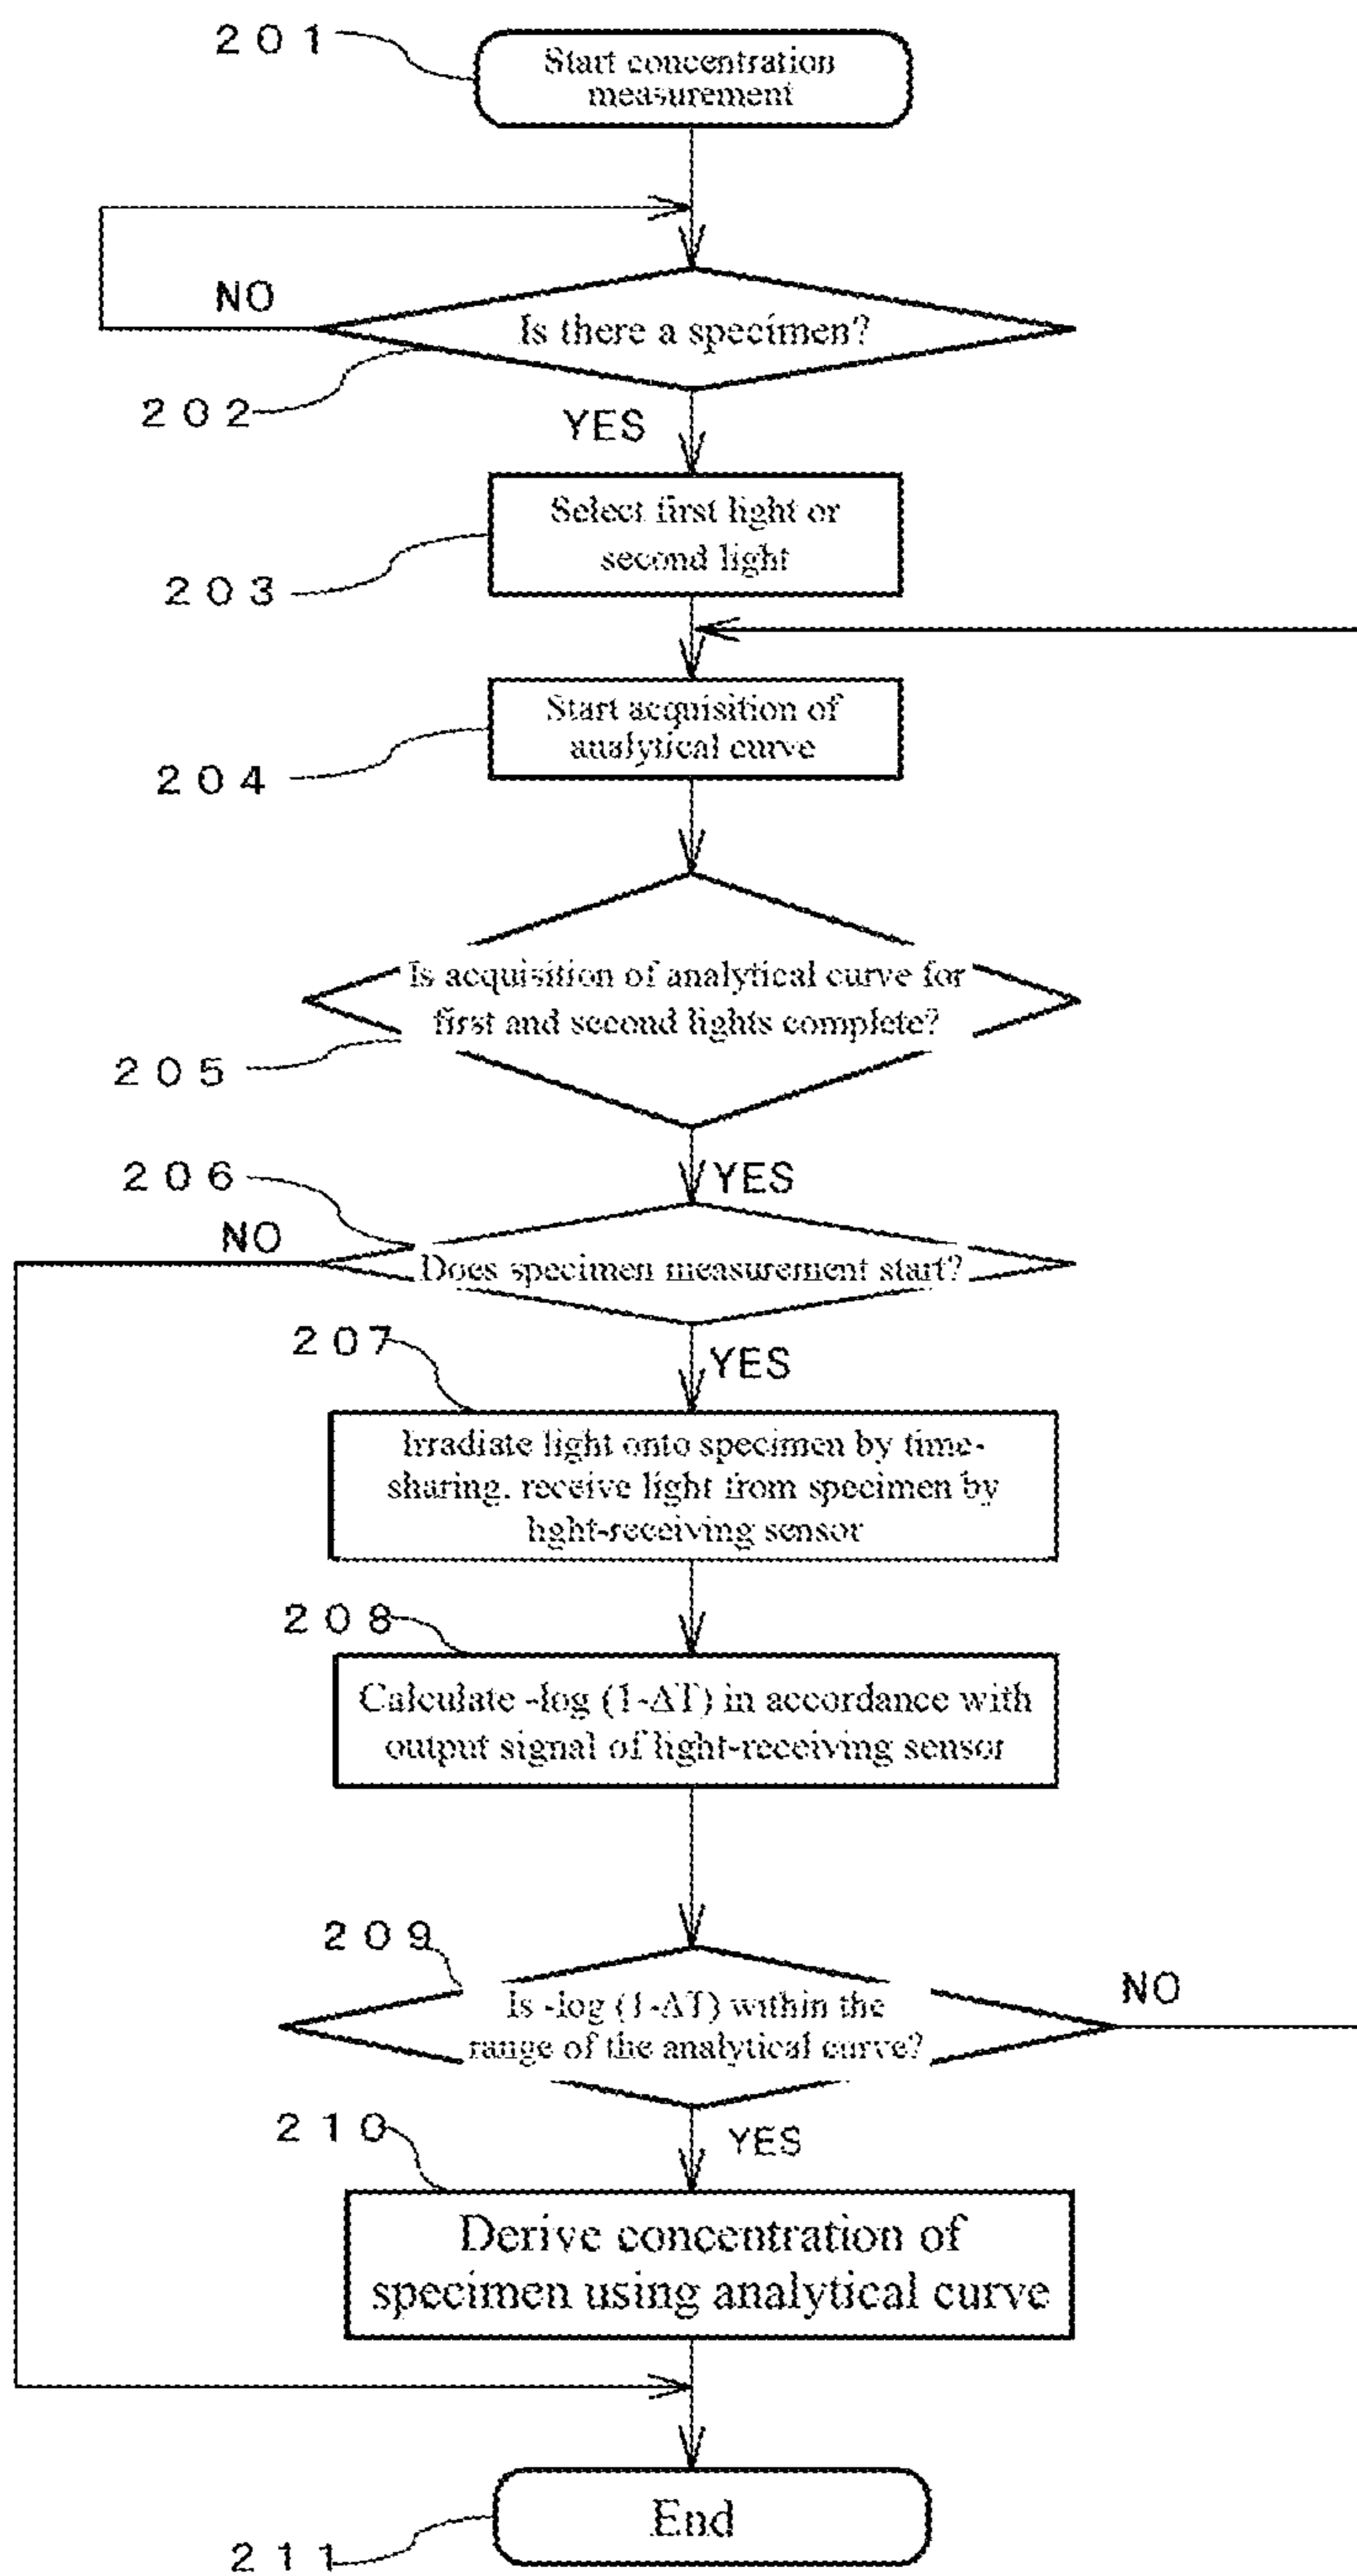 201
Start concentration
measurement
NO
Is there a specimen?
202
YES
Select first light or
second light
203
Start acquisition of
analytical curve
204
Is acquisition of analytical curve for
first and second lights complete?
205
206
YES
NO
Does specimen measurement start?
207
YES
Irradiate light onto specimen by time-
sharing, receive light from specimen by
light-receiving sensor
208
Calculate -log (1-ΔT) in accordance with
output signal of light-receiving sensor
209
NO
Is -log (1-ΔT) within the
range of the analytical curve?
210
YES
Derive concentration of
specimen using analytical curve
End
211